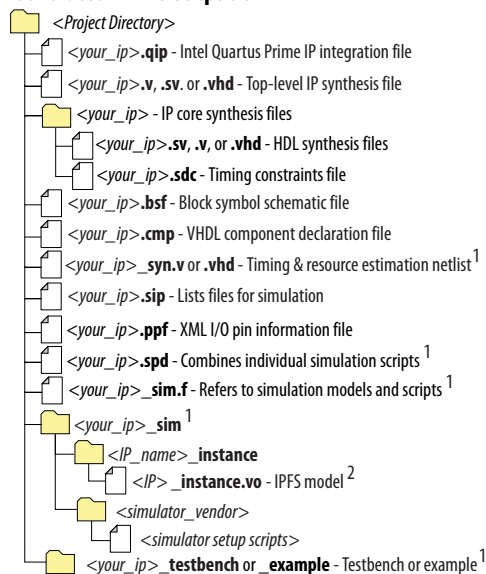 <Project Directory>
<your_ip>.qip - Intel Quartus Prime IP integration file
<your_ip>.v, .sv. or .vhd - Top-level IP synthesis file
<your_ip> - IP core synthesis files
<your_ip>.sv, .v, or .vhd - HDL synthesis files
<your_ip>.sdc - Timing constraints file
<your_ip>.bsf - Block symbol schematic file
<your_ip>.cmp - VHDL component declaration file
<your_ip>_syn.v or .vhd - Timing & resource estimation netlist 1
<your_ip>.sip - Lists files for simulation
<your_ip>.ppf - XML I/O pin information file
<your_ip>.spd - Combines individual simulation scripts 1
<your_ip>_sim.f - Refers to simulation models and scripts 1
<your_ip>_sim 1
<IP_name>_instance
<IP>_instance.vo - IPFS model 2
<simulator_vendor>
<simulator setup scripts>
<your_ip>_testbench or _example - Testbench or example 1